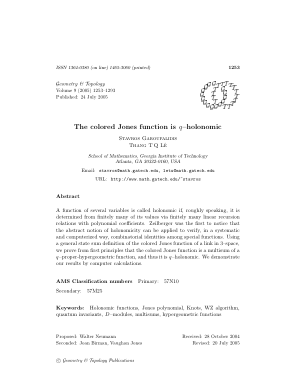 ISSN 1364-0380 (on line) 1465-3060 (printed) 1253
Geometry & Topology
Volume 9 (2005) 1253–1293
Published: 24 July 2005
The colored Jones function is q–holonomic
Stavros Garoufalidis
Thang T Q Lê
School of Mathematics, Georgia Institute of Technology
Atlanta, GA 30332-0160, USA
Email: stavros@math.gatech.edu, letu@math.gatech.edu
URL: http://www.math.gatech.edu/~stavros
Abstract
A function of several variables is called holonomic if, roughly speaking, it is
determined from finitely many of its values via finitely many linear recursion
relations with polynomial coefficients. Zeilberger was the first to notice that
the abstract notion of holonomicity can be applied to verify, in a systematic
and computerized way, combinatorial identities among special functions. Using
a general state sum definition of the colored Jones function of a link in 3–space,
we prove from first principles that the colored Jones function is a multisum of a
q–proper-hypergeometric function, and thus it is q–holonomic. We demonstrate
our results by computer calculations.
AMS Classification numbers Primary: 57N10
Secondary: 57M25
Keywords: Holonomic functions, Jones polynomial, Knots, WZ algorithm,
quantum invariants, D–modules, multisums, hypergeometric functions
Proposed: Walter Neumann Received: 28 October 2004
Seconded: Joan Birman, Vaughan Jones Revised: 20 July 2005
© Geometry & Topology Publications